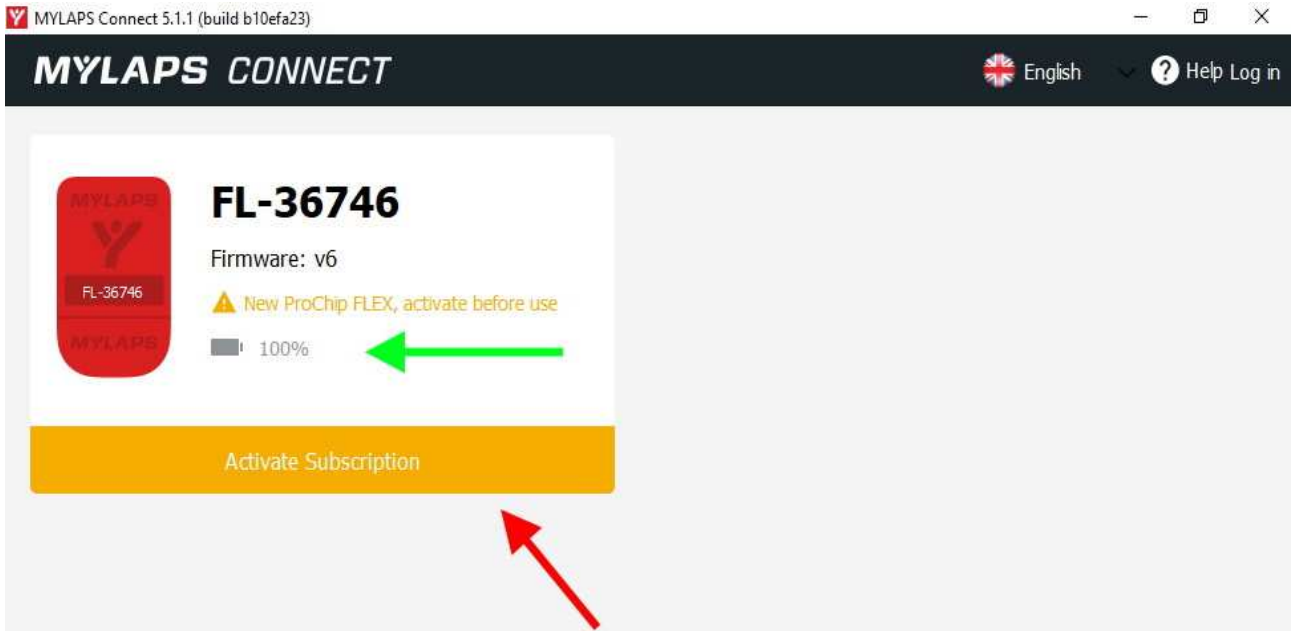 MYLAPS Connect 5.1.1 (build b10efa23)
MYLAPS CONNECT
English
Help Log in
MYLAPS
FL-36746
MYLAPS
FL-36746
Firmware: v6
New ProChip FLEX, activate before use
100%
Activate Subscription